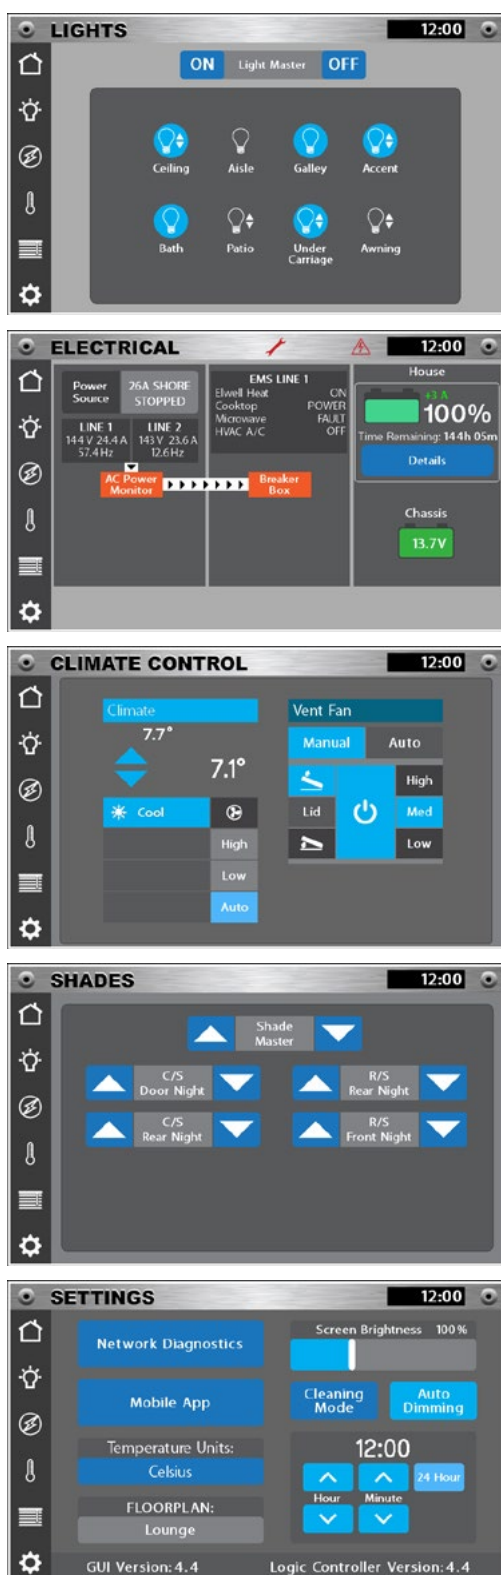 LIGHTS 12:00
ON Light Master OFF
Ceiling Aisle Galley Accent
Bath Patio Under Carriage Awning
ELECTRICAL 12:00
Power Source
26A SHORE
STOPPED
LINE 1
144 V 24.4 A
57.4 Hz
LINE 2
143 V 23.6 A
12.6 Hz
AC Power
Monitor
Breaker
Box
EMS LINE 1
Elwell Heat ON
Cooktop POWER
Microwave FAULT
HVAC A/C OFF
House
+3 A
100%
Time Remaining: 144h 05m
Details
Chassis
13.7V
CLIMATE CONTROL 12:00
Climate
7.7°
7.1°
Cool
High
Low
Auto
Vent Fan
Manual Auto
High
Lid Med
Low
SHADES 12:00
Shade
Master
C/S
Door Night
R/S
Rear Night
C/S
Rear Night
R/S
Front Night
SETTINGS 12:00
Network Diagnostics
Mobile App
Temperature Units:
Celsius
FLOORPLAN:
Lounge
Screen Brightness 100%
Cleaning
Mode
Auto
Dimming
12:00
24 Hour
Hour Minute
GUI Version: 4.4 Logic Controller Version: 4.4